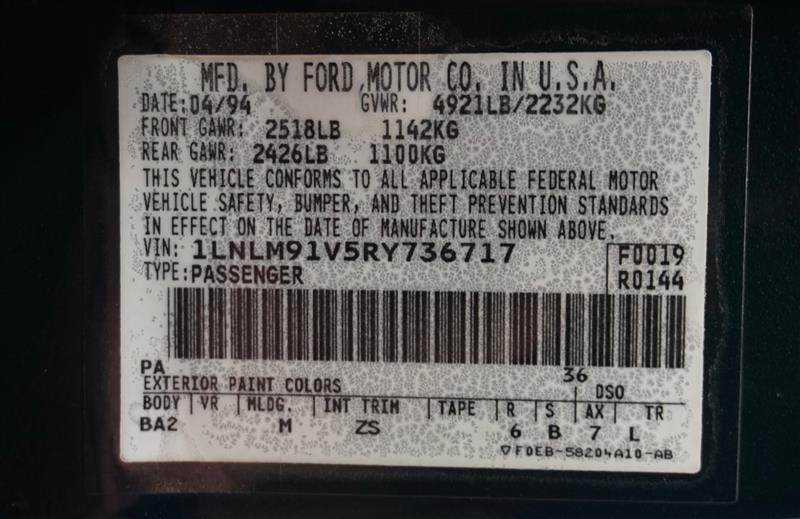 MFD. BY FORD MOTOR CO. IN U.S.A.
DATE: 04/94 GVWR: 4921LB/2232KG
FRONT GAWR: 2518LB 1142KG
REAR GAWR: 2426LB 1100KG
THIS VEHICLE CONFORMS TO ALL APPLICABLE FEDERAL MOTOR
VEHICLE SAFETY, BUMPER, AND THEFT PREVENTION STANDARDS
IN EFFECT ON THE DATE OF MANUFACTURE SHOWN ABOVE.
VIN: 1LNLM91V5RY736717 F0019
TYPE: PASSENGER R0144
PA 36
EXTERIOR PAINT COLORS DSO
BODY VR MLDG. INT TRIM TAPE R S AX TR
BA2 M ZS 6 B 7 L
▽F0EB-58204A10-AB